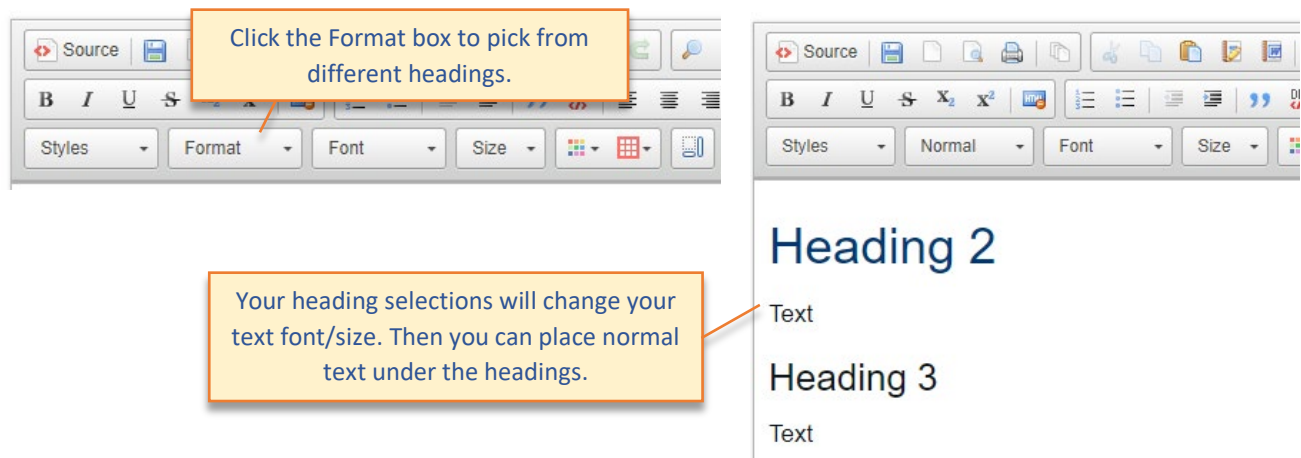 Source
Click the Format box to pick from
different headings.
B I U S
Styles Format Font Size
Your heading selections will change your
text font/size. Then you can place normal
text under the headings.
Source
B I U S X₂ X²
Styles Normal Font Size
Heading 2
Text
Heading 3
Text